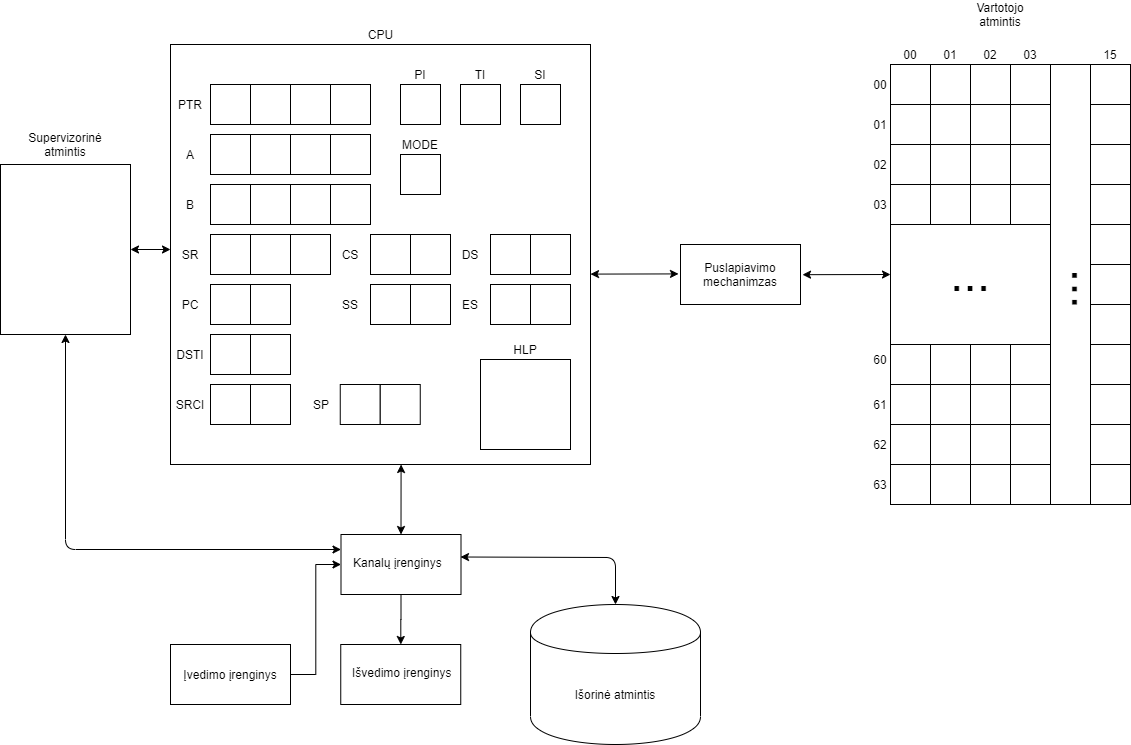 Vartotojo
atmintis
CPU
00 01 02 03 15
PI TI SI
00
PTR
01
Supervizorinė
atmintis
MODE
A
02
B
03
SR CS DS
Puslapiavimo
mechanimzas
...
⋮
PC SS ES
DSTI
HLP
60
SRCI SP
61
62
63
Kanalų įrenginys
Įvedimo įrenginys
Išvedimo įrenginys
Išorinė atmintis